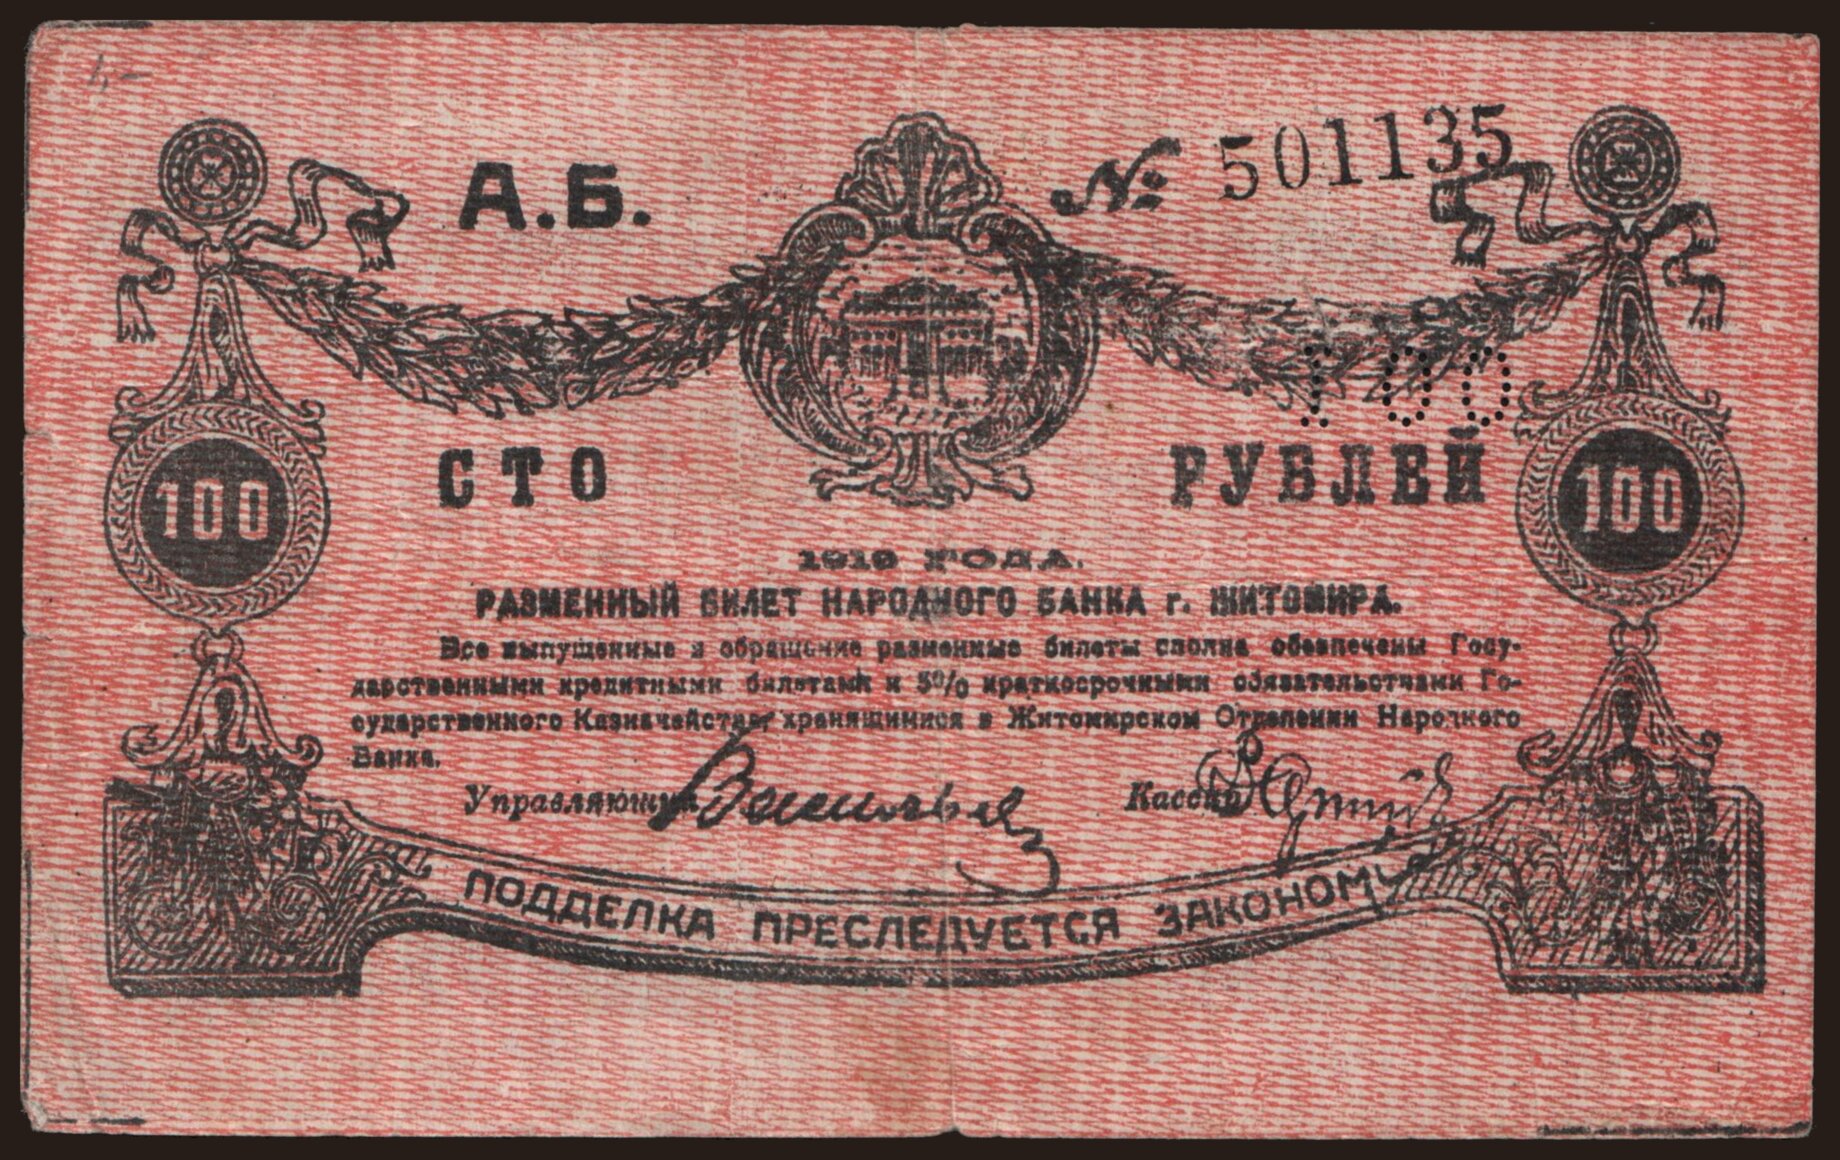 А.Б. № 501135
100
СТО РУБЛЕЙ
100 100
1919 ГОДА.
РАЗМЕННЫЙ БИЛЕТ НАРОДНОГО БАНКА г. ЖИТОМИРА.
Все выпущенные в обращение разменные билеты сполна обезпечены Госу-
дарственными кредитными билетами и 5% краткосрочными обязательствами Го-
сударственного Казначейства, хранящимися в Житомирском Отделении Народного
Банка.
Управляющий Кассир
ПОДДЕЛКА ПРЕСЛЕДУЕТСЯ ЗАКОНОМЪ